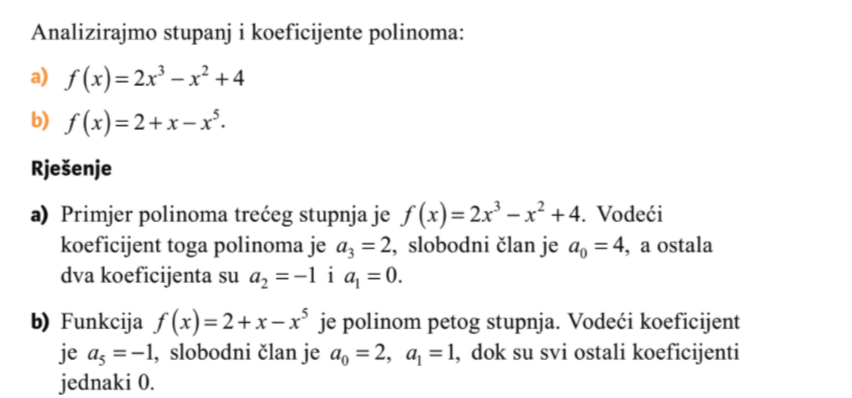 Analizirajmo stupanj i koeficijente polinoma:
a) f(x)=2x³−x²+4
b) f(x)=2+x−x⁵.
Rješenje
a) Primjer polinoma trećeg stupnja je f(x)=2x³−x²+4. Vodeći
koeficijent toga polinoma je a₃=2, slobodni član je a₀=4, a ostala
dva koeficijenta su a₂=−1 i a₁=0.
b) Funkcija f(x)=2+x−x⁵ je polinom petog stupnja. Vodeći koeficijent
je a₅=−1, slobodni član je a₀=2, a₁=1, dok su svi ostali koeficijenti
jednaki 0.